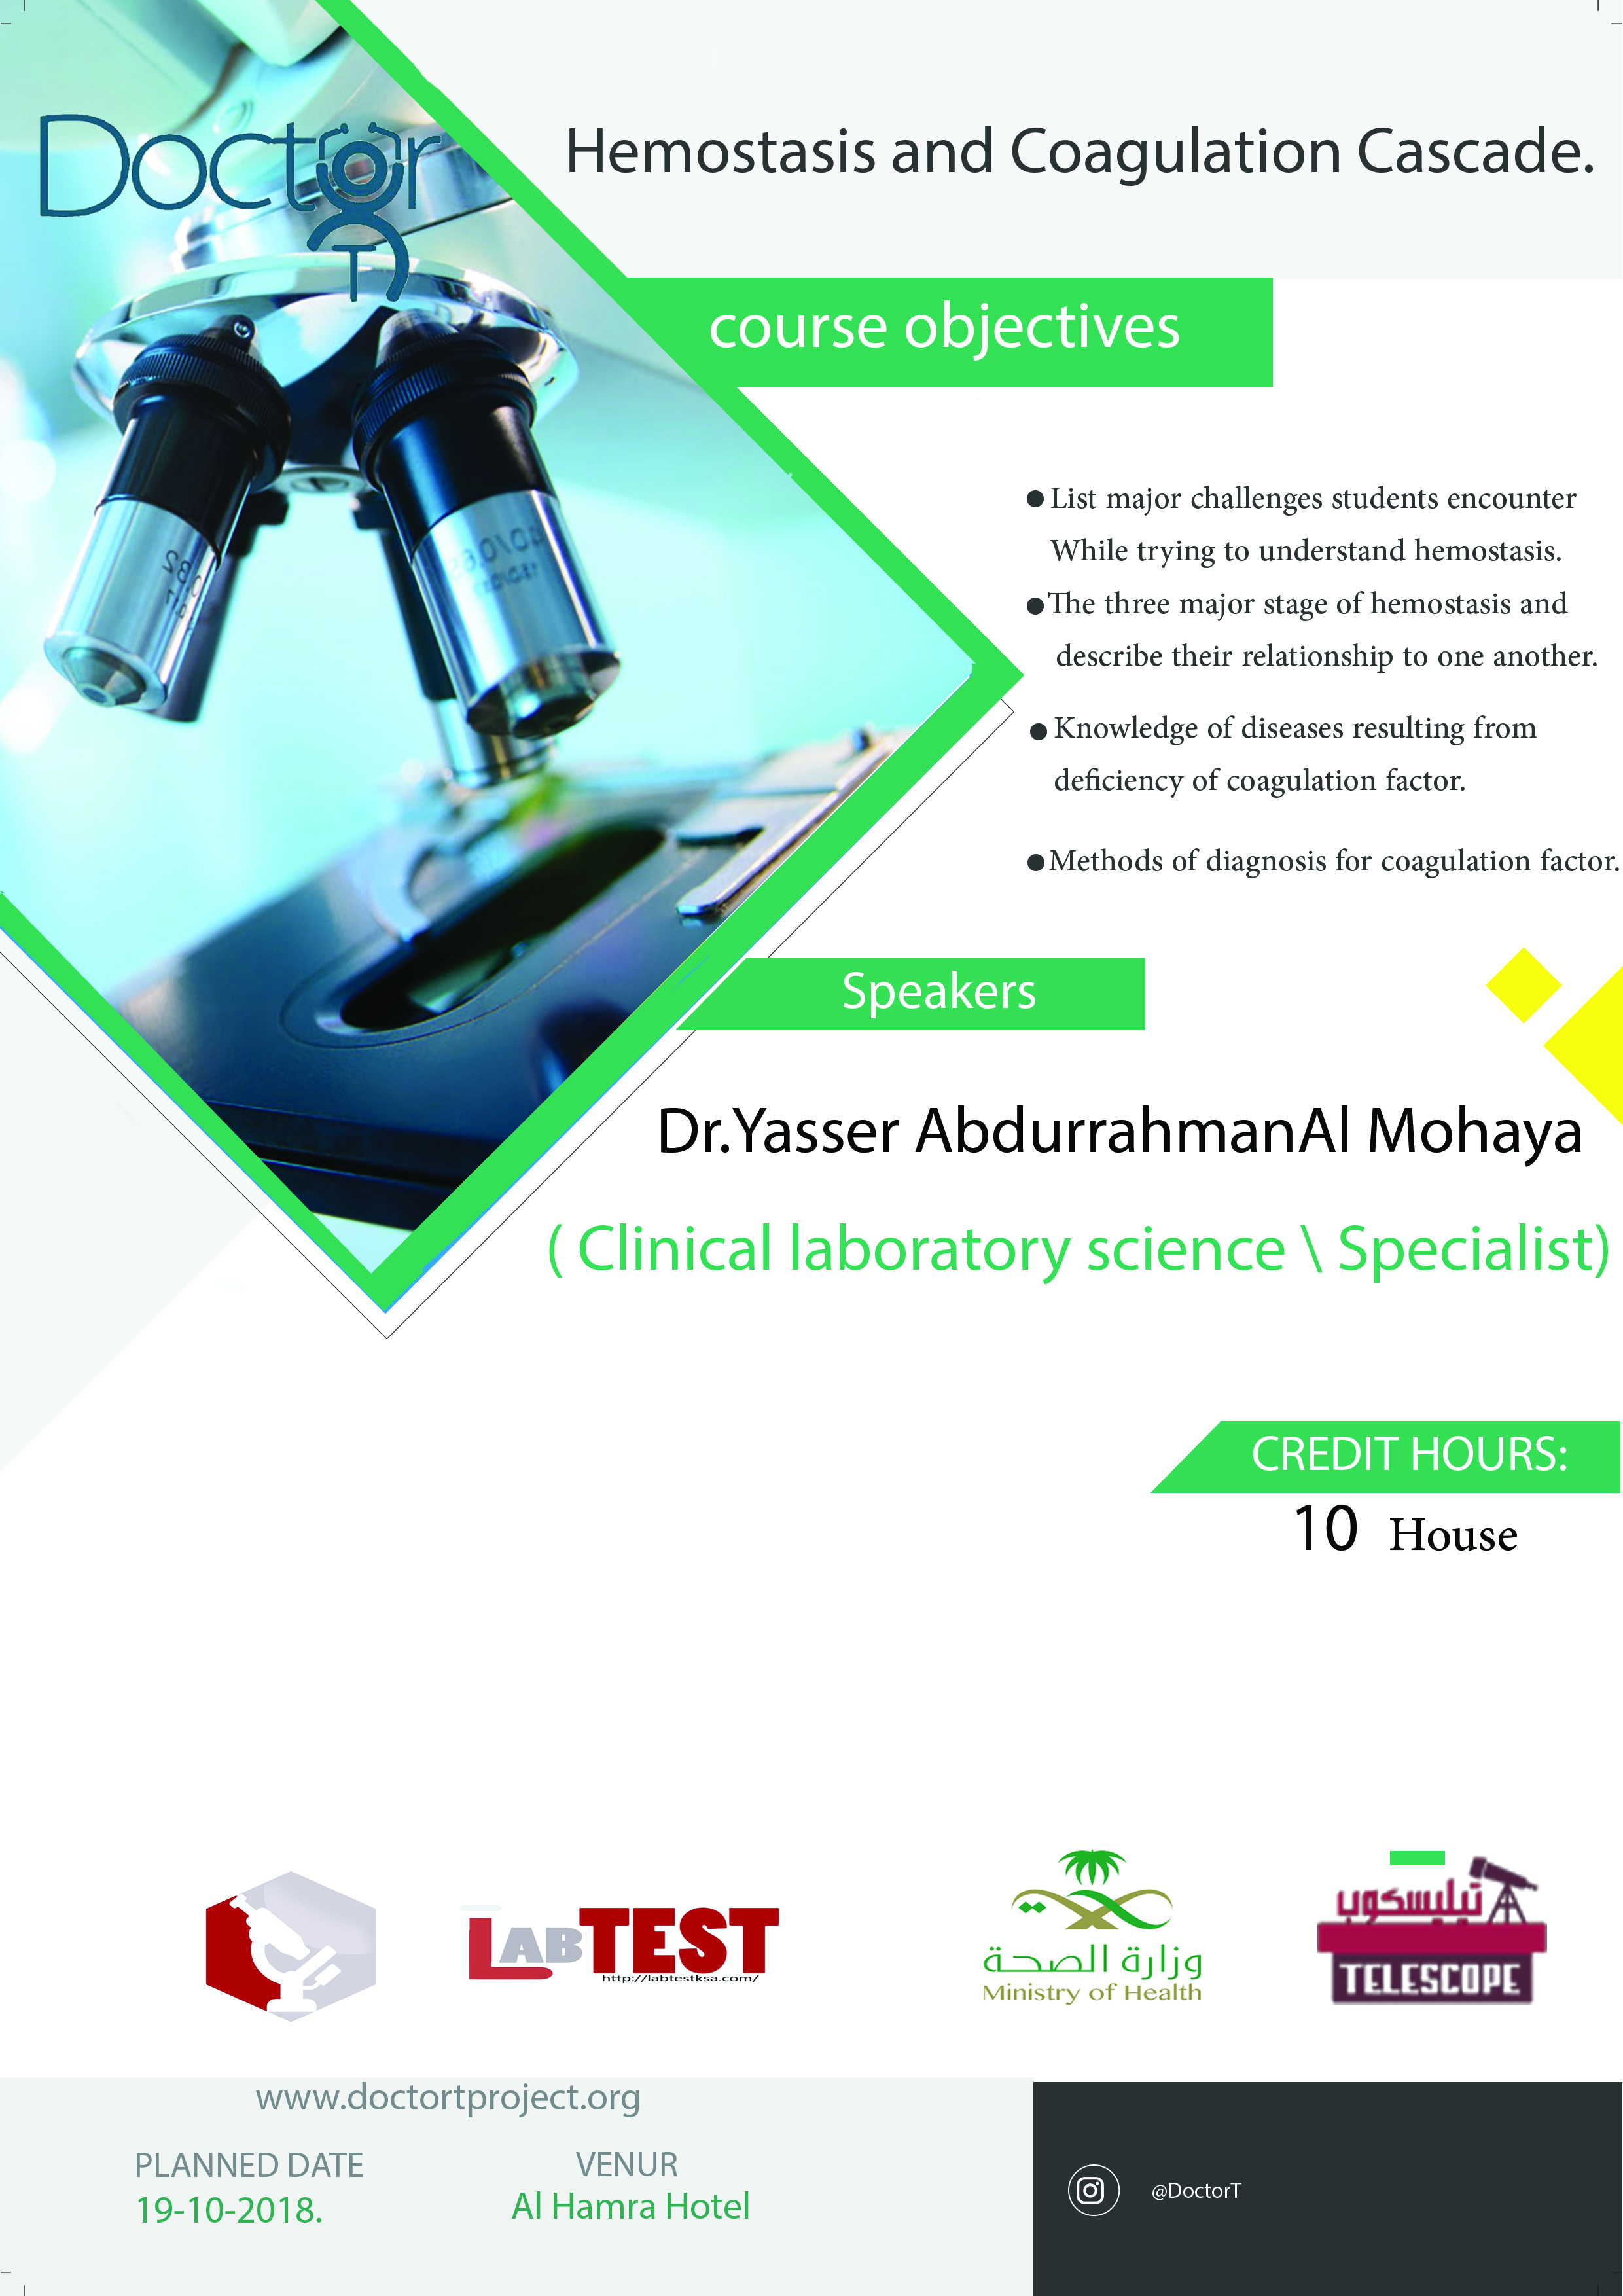 Doctor
T
Hemostasis and Coagulation Cascade.
course objectives
● List major challenges students encounter
While trying to understand hemostasis.
● The three major stage of hemostasis and
describe their relationship to one another.
● Knowledge of diseases resulting from
deficiency of coagulation factor.
● Methods of diagnosis for coagulation factor.
Speakers
Dr.Yasser AbdurrahmanAl Mohaya
( Clinical laboratory science \ Specialist)
CREDIT HOURS:
10 House
LABTEST
http://labtestksa.com/
وزارة الصحة
Ministry of Health
تيليسكوب
TELESCOPE
www.doctortproject.org
PLANNED DATE
19-10-2018.
VENUR
Al Hamra Hotel
@DoctorT